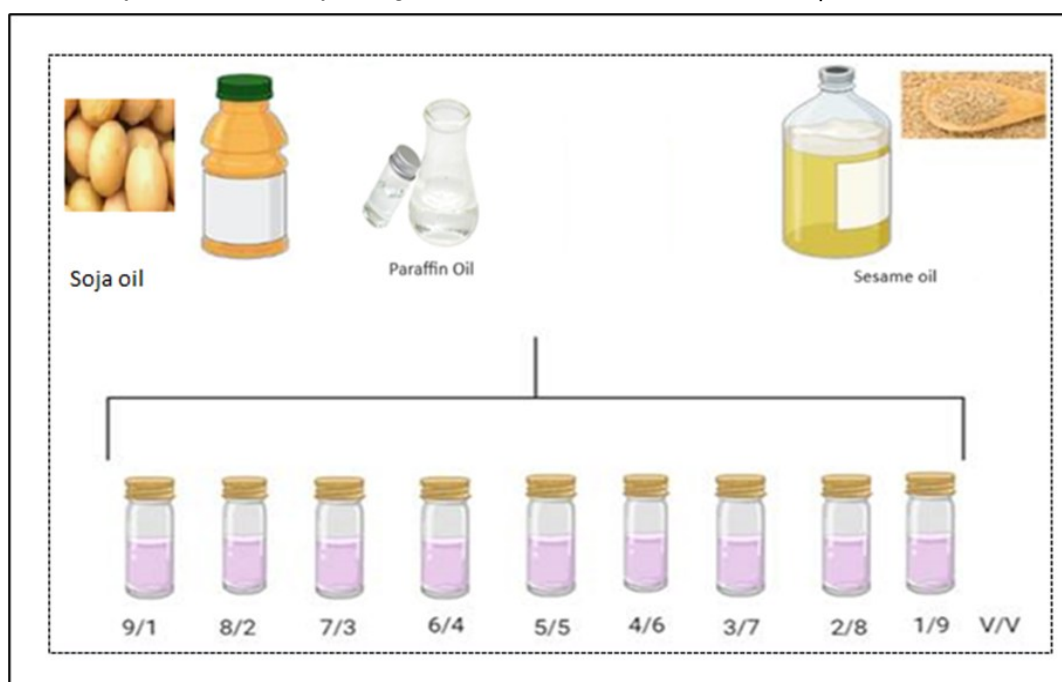 Soja oil
Paraffin Oil
Sesame oil
9/1 8/2 7/3 6/4 5/5 4/6 3/7 2/8 1/9 V/V